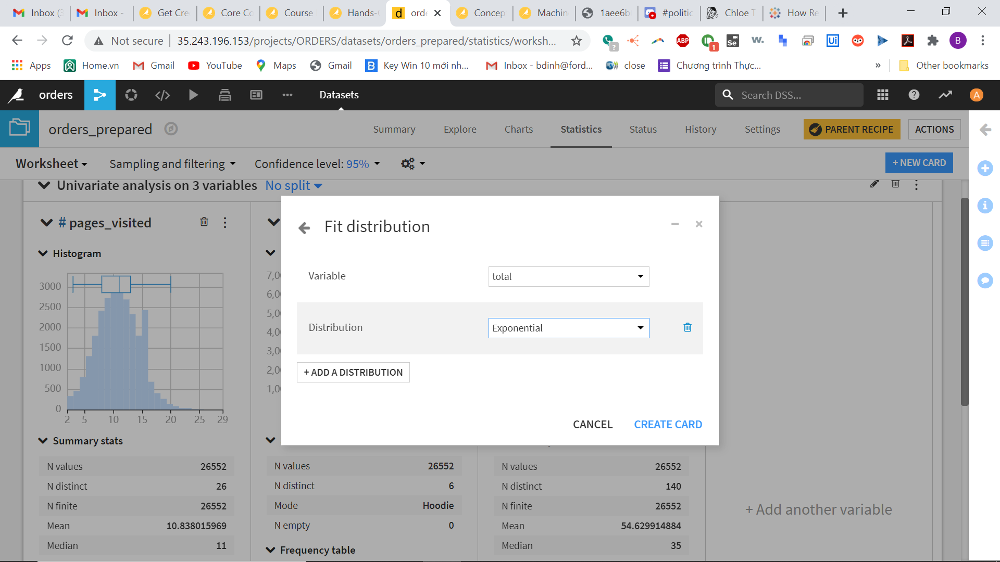 Inbox (3
Inbox -
Get Cre
Core Co
Course
Hands-
d
orde
Concep
Machin
1aee6b
#politic
Chloe T
How Re
Not secure
35.243.196.153/projects/ORDERS/datasets/orders_prepared/statistics/worksh...
ABP
1
?
Se
w.
Ui
B
Apps
Home.vn
Gmail
YouTube
Maps
Gmail
B
Key Win 10 mới nh...
Inbox - bdinh@ford...
close
Chương trình Thực...
»
Other bookmarks
orders
Datasets
Search DSS...
A
orders_prepared
Summary
Explore
Charts
Statistics
Status
History
Settings
PARENT RECIPE
ACTIONS
Worksheet
Sampling and filtering
Confidence level: 95%
+ NEW CARD
Univariate analysis on 3 variables
No split
# pages_visited
Histogram
3000
2500
2000
1500
1000
500
0
2 5 10 15 20 25 29
7,0
6,0
5,0
4,0
3,0
2,0
1,0
Fit distribution
Variable
total
Distribution
Exponential
+ ADD A DISTRIBUTION
CANCEL
CREATE CARD
Summary stats
N values 26552
N distinct 26
N finite 26552
Mean 10.838015969
Median 11
N values 26552
N distinct 6
Mode Hoodie
N empty 0
Frequency table
N values 26552
N distinct 140
N finite 26552
Mean 54.629914884
Median 35
+ Add another variable